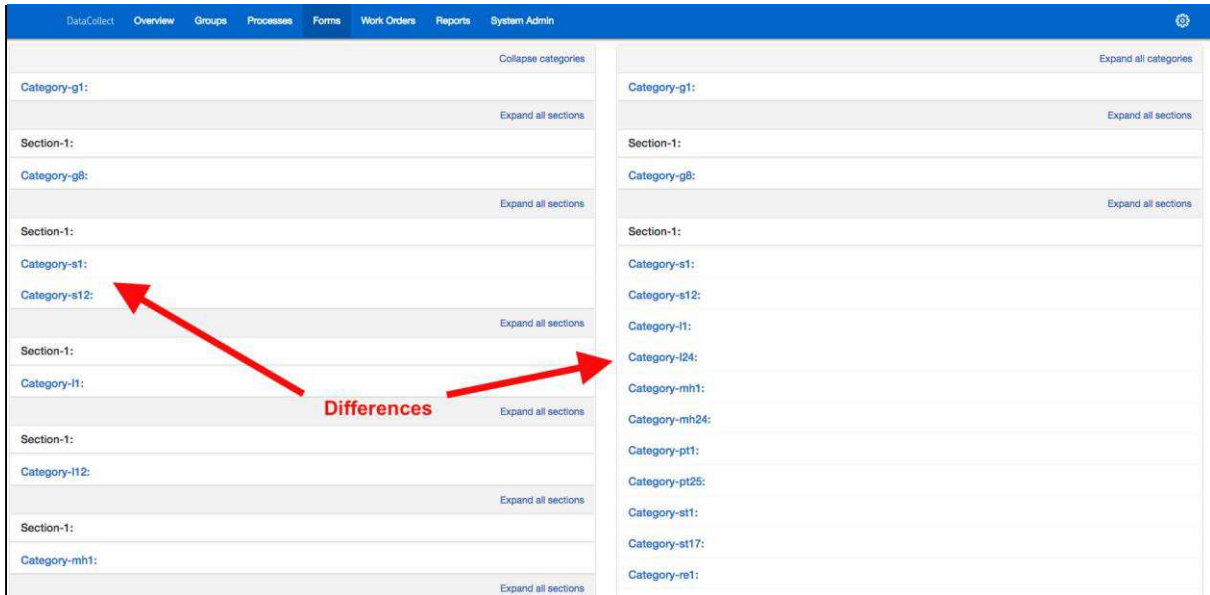 DataCollect Overview Groups Processes Forms Work Orders Reports System Admin
Collapse categories
Category-g1:
Expand all sections
Section-1:
Category-g8:
Expand all sections
Section-1:
Category-s1:
Category-s12:
Expand all sections
Section-1:
Category-l1:
Expand all sections
Section-1:
Category-l12:
Expand all sections
Section-1:
Category-mh1:
Expand all sections
Differences
Expand all categories
Category-g1:
Expand all sections
Section-1:
Category-g8:
Expand all sections
Section-1:
Category-s1:
Category-s12:
Category-l1:
Category-l24:
Category-mh1:
Category-mh24:
Category-pt1:
Category-pt25:
Category-st1:
Category-st17:
Category-re1: